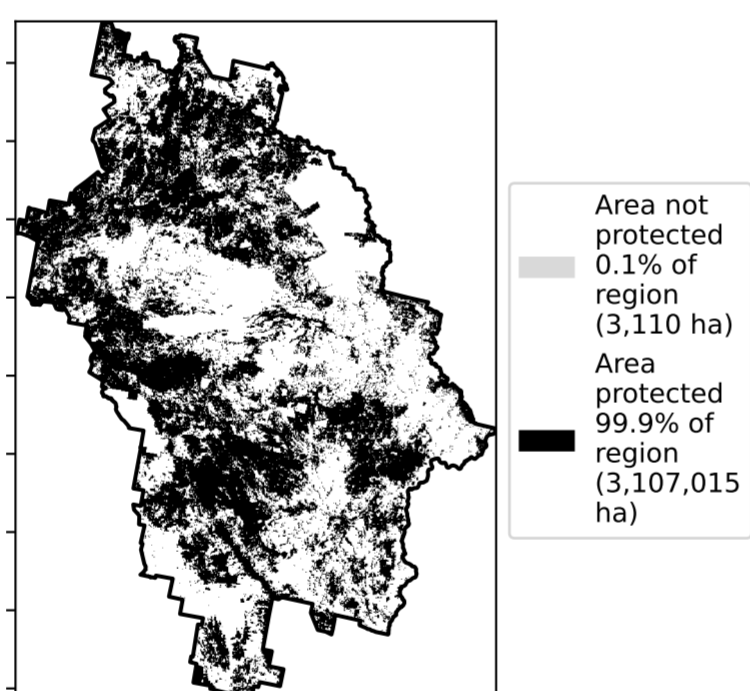 Area not
protected
0.1% of
region
(3,110 ha)
Area
protected
99.9% of
region
(3,107,015
ha)